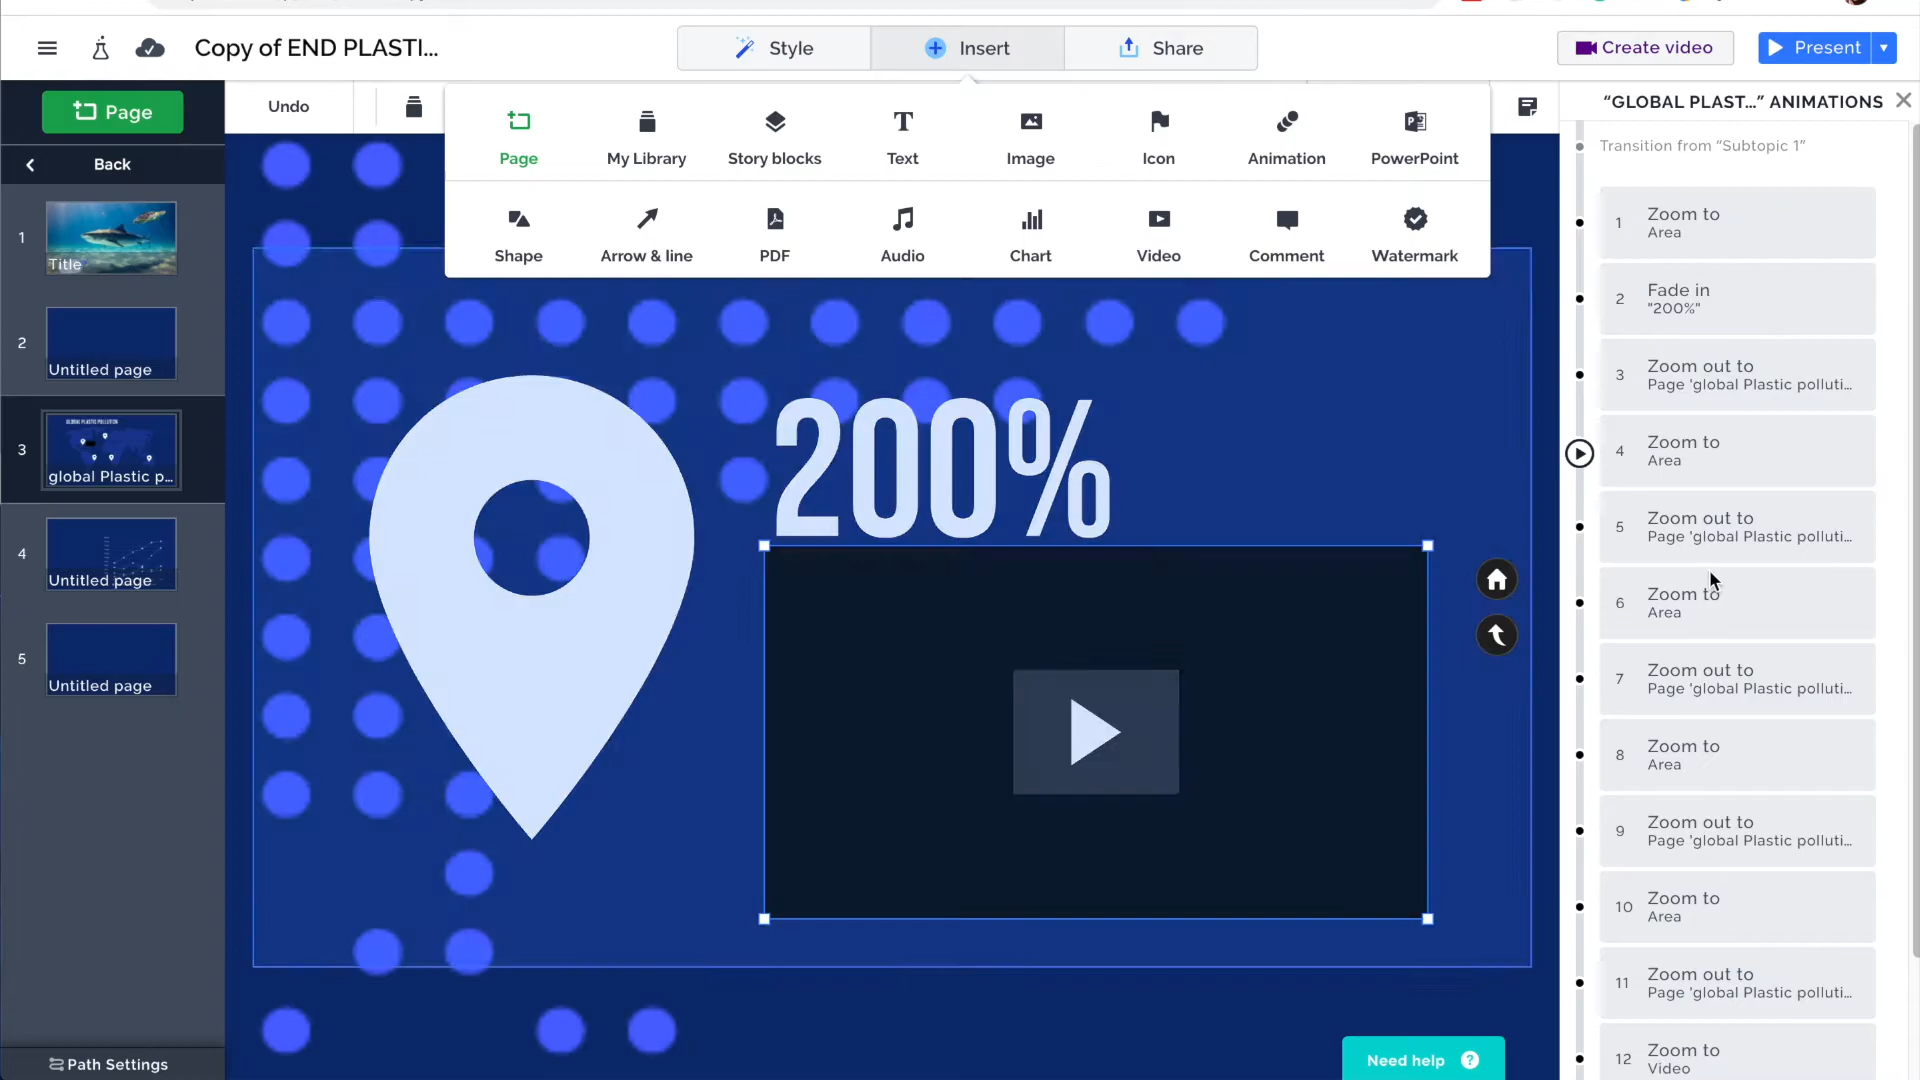 Copy of END PLASTI...
Style
Insert
Share
Create video
Present
Page
Undo
Back
1
Title
2
Untitled page
3
GLOBAL PLASTIC POLLUTION
global Plastic p...
4
Untitled page
5
Untitled page
Path Settings
Page
My Library
Story blocks
Text
Image
Icon
Animation
PowerPoint
Shape
Arrow & line
PDF
Audio
Chart
Video
Comment
Watermark
200%
Need help ?
“GLOBAL PLAST...” ANIMATIONS
Transition from “Subtopic 1”
1
Zoom to
Area
2
Fade in
"200%"
3
Zoom out to
Page 'global Plastic polluti...
4
Zoom to
Area
5
Zoom out to
Page 'global Plastic polluti...
6
Zoom to
Area
7
Zoom out to
Page 'global Plastic polluti...
8
Zoom to
Area
9
Zoom out to
Page 'global Plastic polluti...
10
Zoom to
Area
11
Zoom out to
Page 'global Plastic polluti...
12
Zoom to
Video